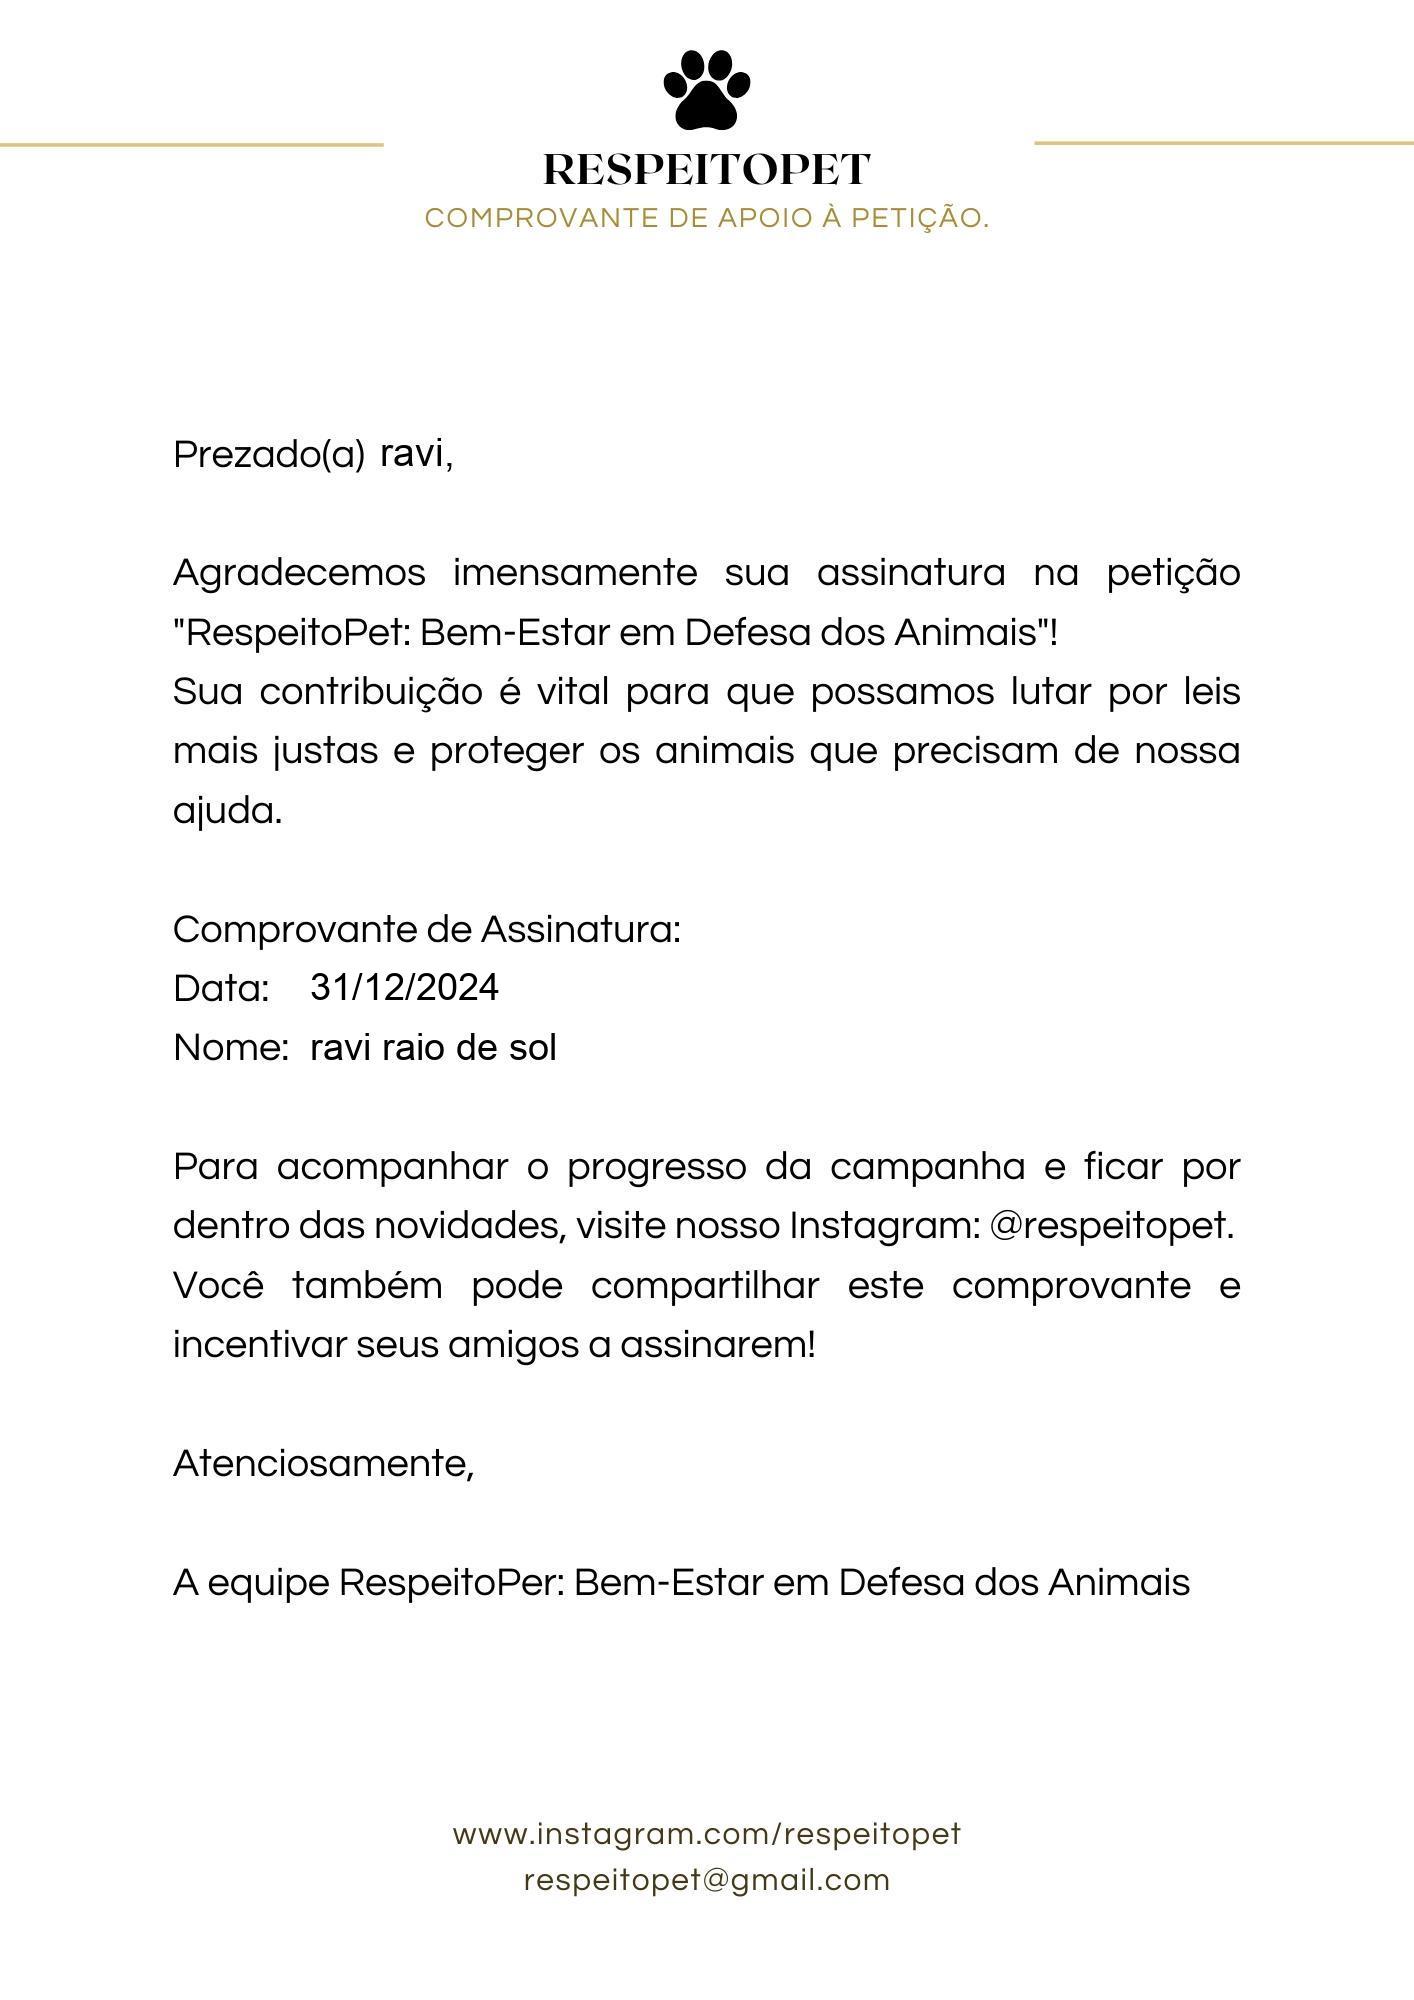 RESPEITOPET
COMPROVANTE DE APOIO À PETIÇÃO.
Prezado(a) ravi,
Agradecemos imensamente sua assinatura na petição
"RespeitoPet: Bem-Estar em Defesa dos Animais"!
Sua contribuição é vital para que possamos lutar por leis
mais justas e proteger os animais que precisam de nossa
ajuda.
Comprovante de Assinatura:
Data: 31/12/2024
Nome: ravi raio de sol
Para acompanhar o progresso da campanha e ficar por
dentro das novidades, visite nosso Instagram: @respeitopet.
Você também pode compartilhar este comprovante e
incentivar seus amigos a assinarem!
Atenciosamente,
A equipe RespeitoPer: Bem-Estar em Defesa dos Animais
www.instagram.com/respeitopet
respeitopet@gmail.com